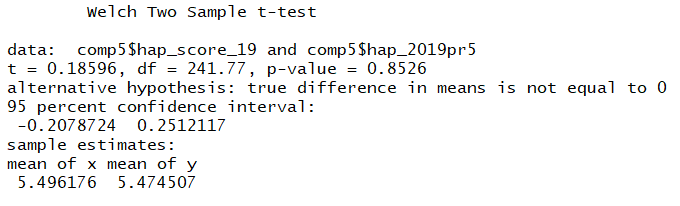 Welch Two Sample t-test
data:  comp5$hap_score_19 and comp5$hap_2019pr5
t = 0.18596, df = 241.77, p-value = 0.8526
alternative hypothesis: true difference in means is not equal to 0
95 percent confidence interval:
 -0.2078724  0.2512117
sample estimates:
mean of x mean of y
 5.496176  5.474507